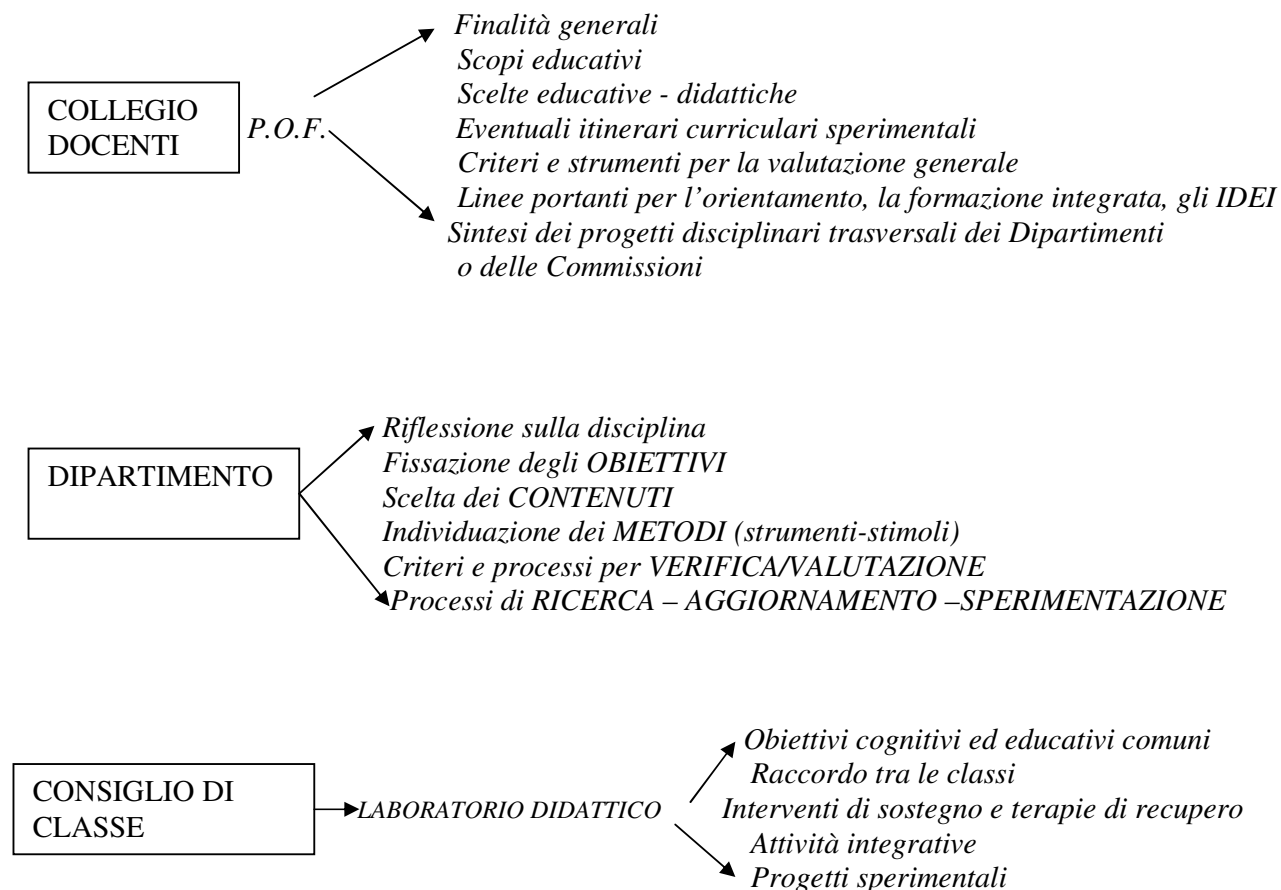 Finalità generali
Scopi educativi
Scelte educative - didattiche
COLLEGIO
DOCENTI
P.O.F.
Eventuali itinerari curriculari sperimentali
Criteri e strumenti per la valutazione generale
Linee portanti per l’orientamento, la formazione integrata, gli IDEI
Sintesi dei progetti disciplinari trasversali dei Dipartimenti
o delle Commissioni
DIPARTIMENTO
Riflessione sulla disciplina
Fissazione degli OBIETTIVI
Scelta dei CONTENUTI
Individuazione dei METODI (strumenti-stimoli)
Criteri e processi per VERIFICA/VALUTAZIONE
Processi di RICERCA – AGGIORNAMENTO –SPERIMENTAZIONE
CONSIGLIO DI
CLASSE
LABORATORIO DIDATTICO
Obiettivi cognitivi ed educativi comuni
Raccordo tra le classi
Interventi di sostegno e terapie di recupero
Attività integrative
Progetti sperimentali